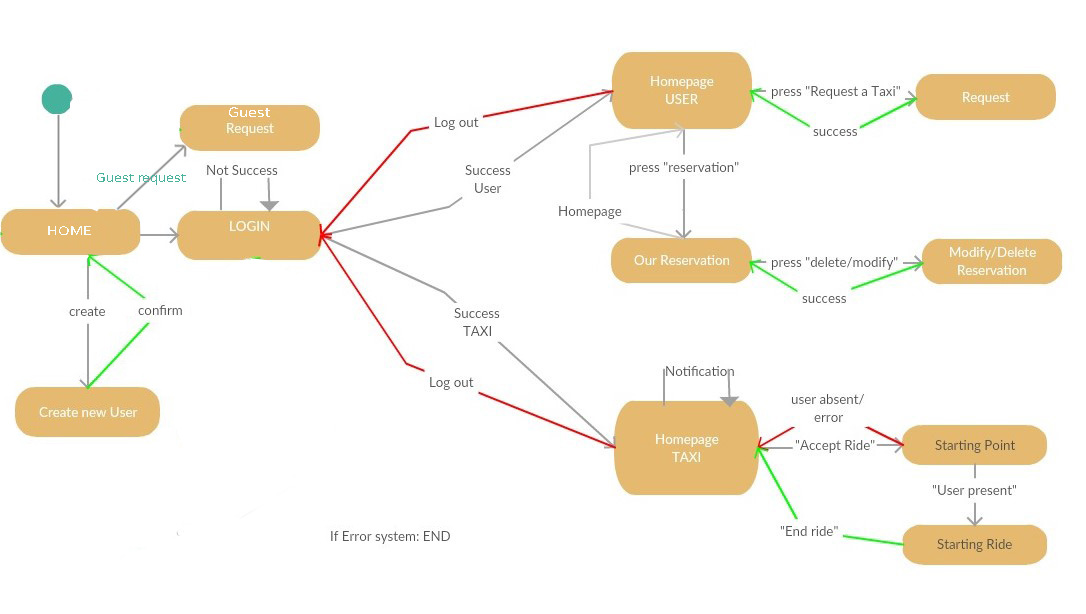 Homepage
USER
press "Request a Taxi"
Request
success
Guest
Request
Log out
Guest request
Not Success
Success
User
press "reservation"
Homepage
HOME
LOGIN
Our Reservation
press "delete/modify"
Modify/Delete
Reservation
success
create
confirm
Success
TAXI
Log out
Create new User
Notification
user absent/
error
Homepage
TAXI
"Accept Ride"
Starting Point
"User present"
"End ride"
Starting Ride
If Error system: END